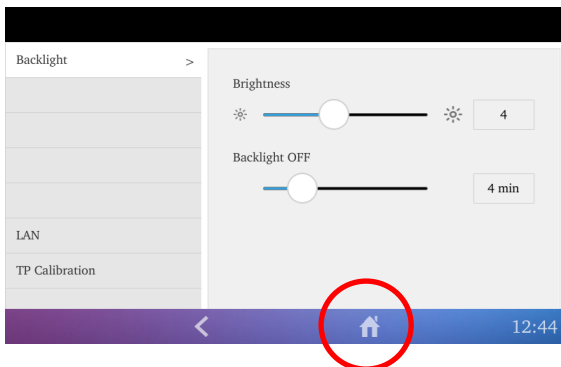 Backlight >
Brightness
4
Backlight OFF
4 min
LAN
TP Calibration
12:44